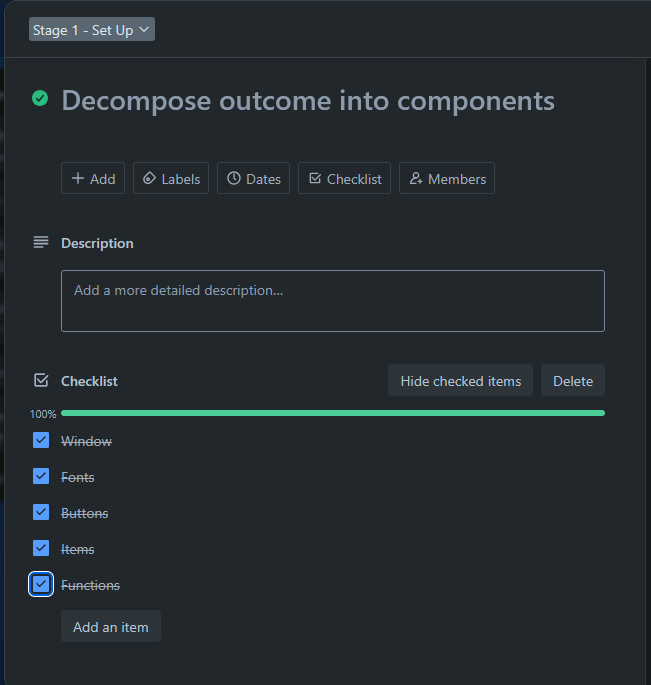 Stage 1 - Set Up
Decompose outcome into components
Add Labels Dates Checklist Members
Description
Add a more detailed description...
Checklist Hide checked items Delete
100%
Window
Fonts
Buttons
Items
Functions
Add an item